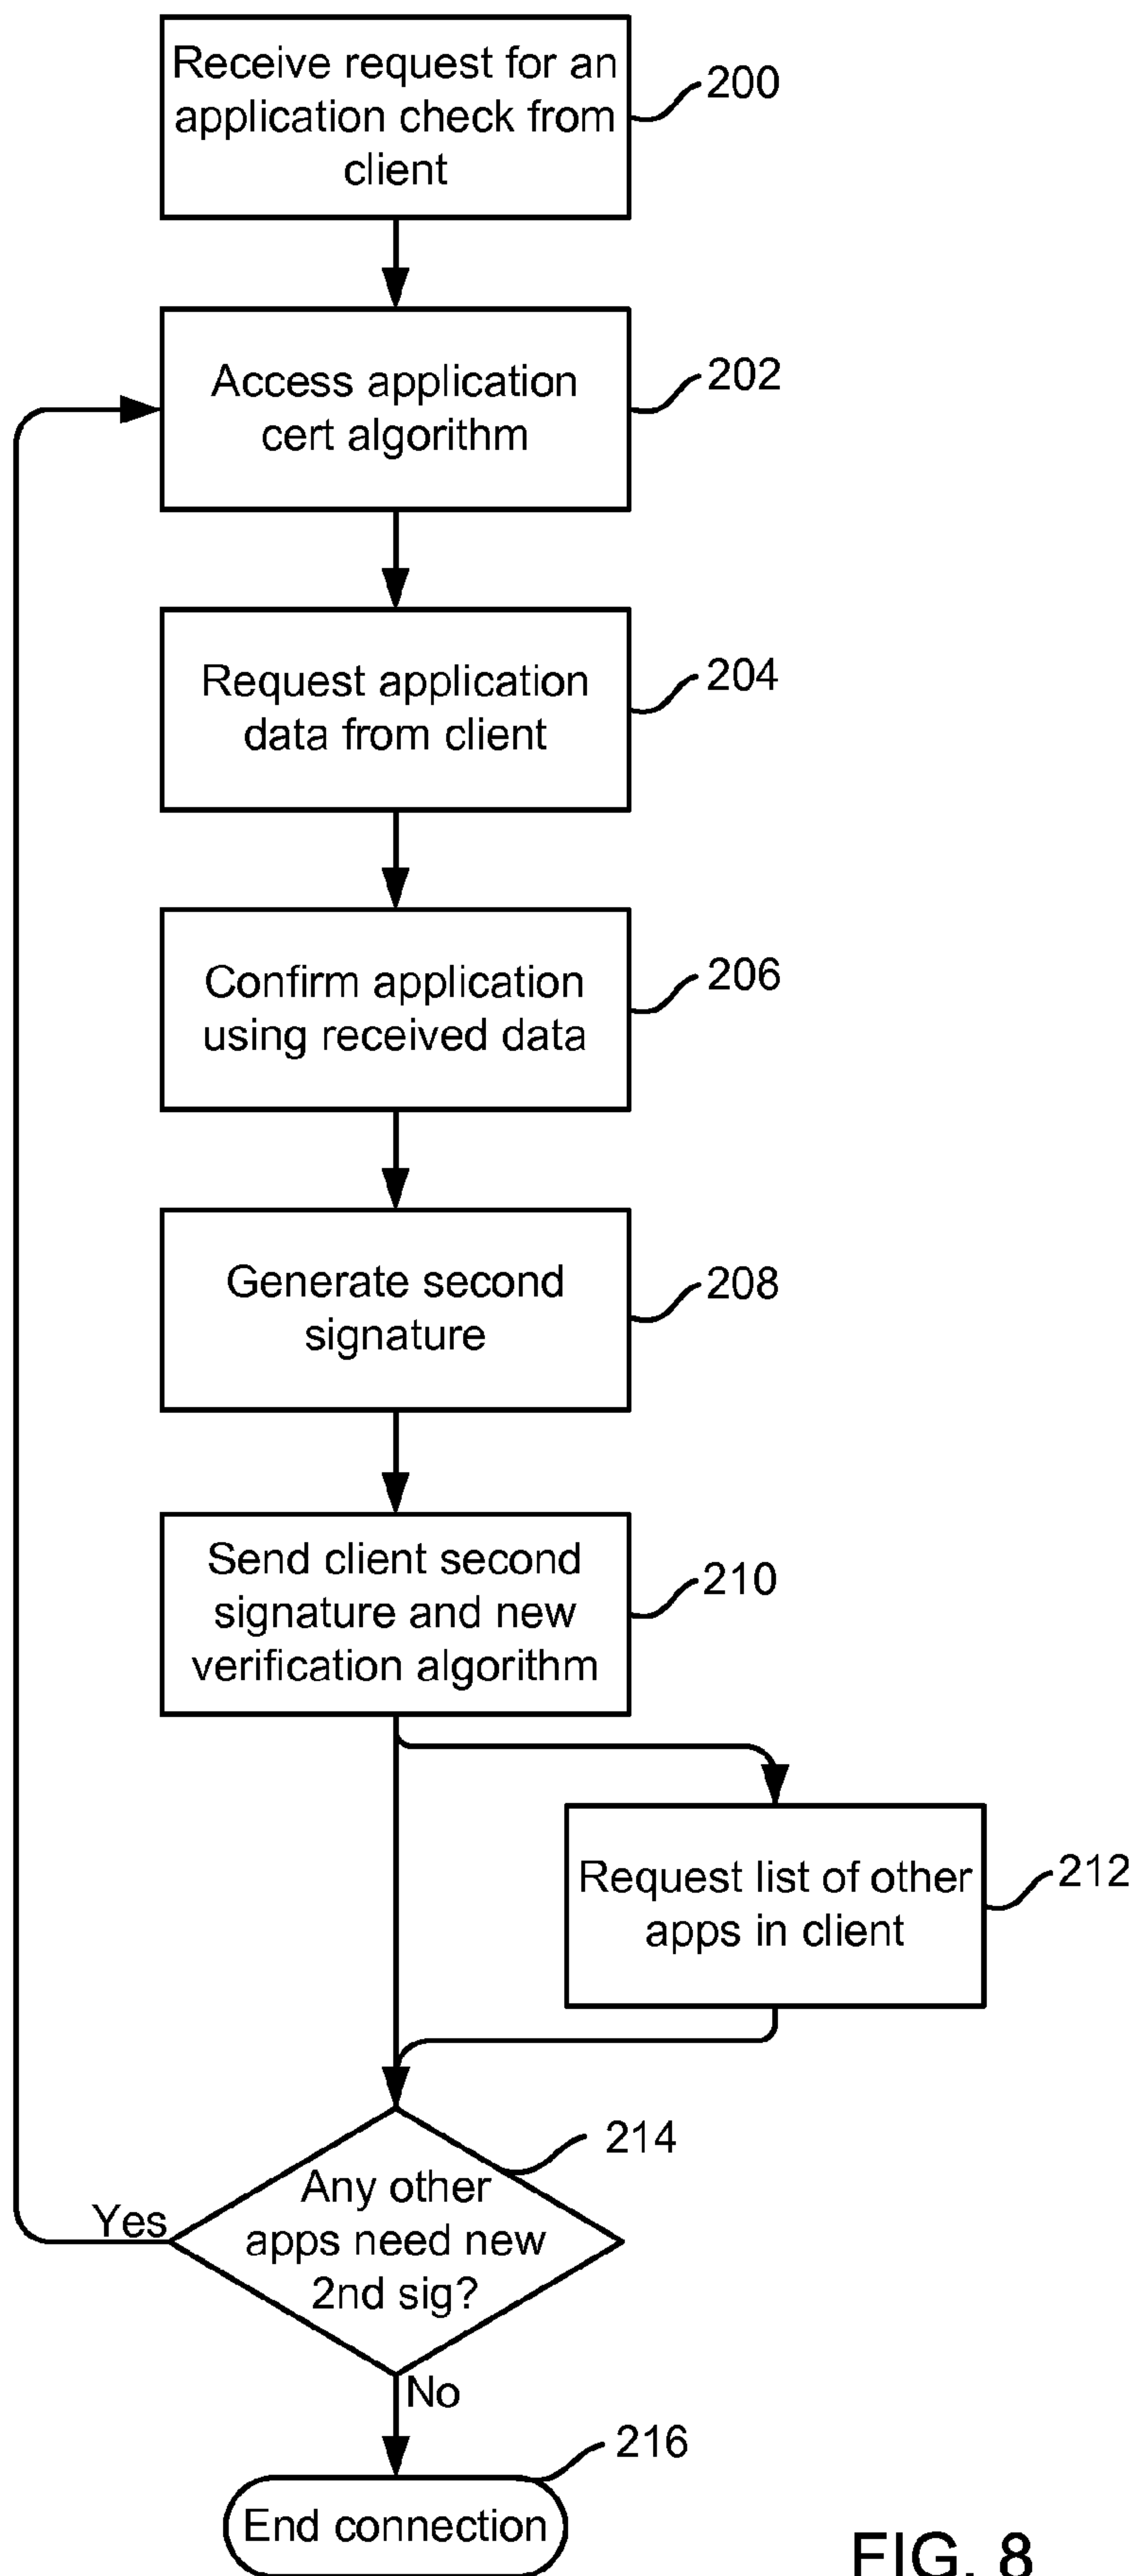 Receive request for an
application check from
client
200
Access application
cert algorithm
202
Request application
data from client
204
Confirm application
using received data
206
Generate second
signature
208
Send client second
signature and new
verification algorithm
210
Request list of other
apps in client
212
214
Any other
apps need new
2nd sig?
Yes
No
216
End connection
FIG. 8